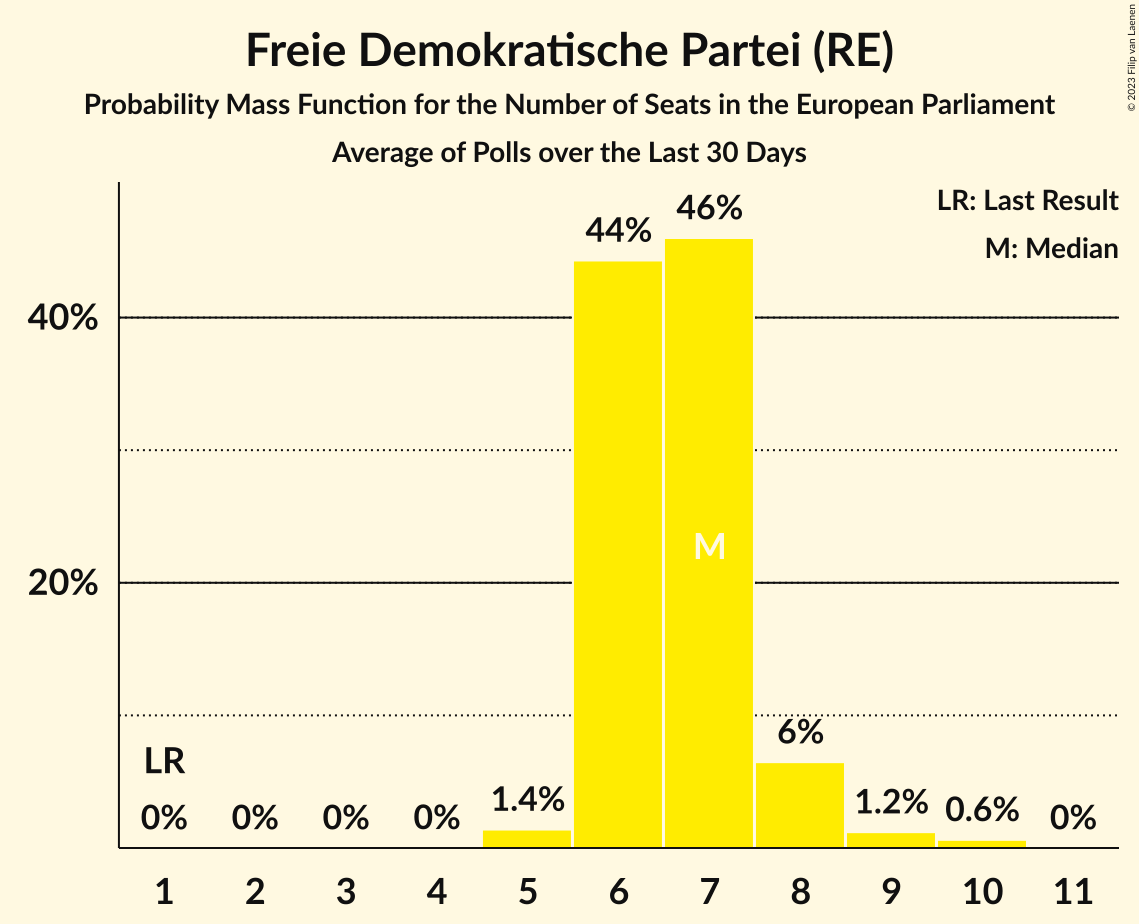 Freie Demokratische Partei (RE)
Probability Mass Function for the Number of Seats in the European Parliament
Average of Polls over the Last 30 Days
© 2023 Filip van Laenen
LR: Last Result
M: Median
40%
20%
LR
0%
0%
0%
0%
1.4%
44%
46%
M
6%
1.2%
0.6%
0%
1 2 3 4 5 6 7 8 9 10 11